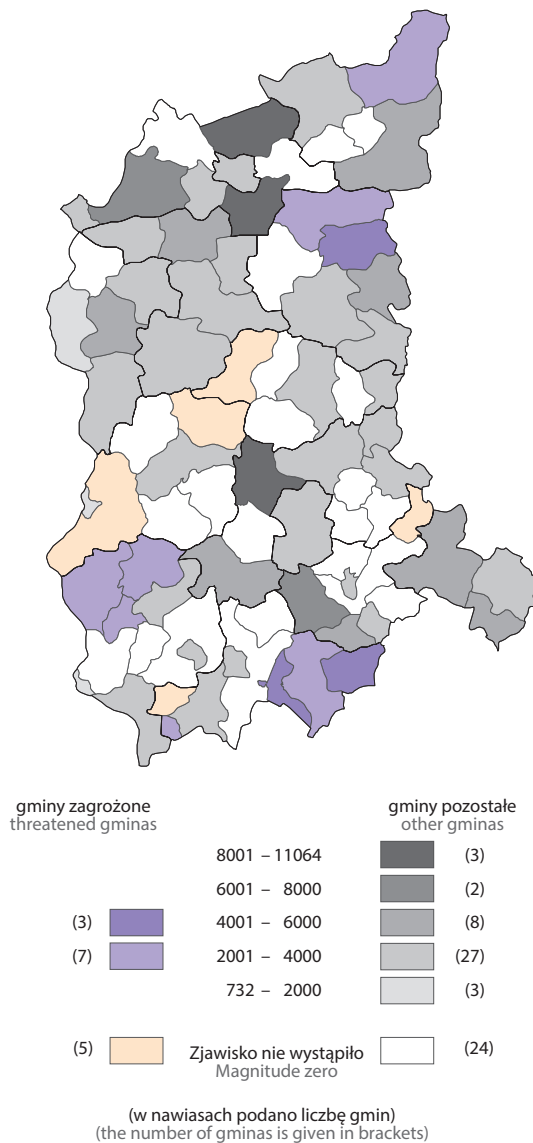 gminy zagrożone
threatened gminas
gminy pozostałe
other gminas
8001 – 11064 (3)
6001 – 8000 (2)
(3) 4001 – 6000 (8)
(7) 2001 – 4000 (27)
732 – 2000 (3)
(5) Zjawisko nie wystąpiło (24)
Magnitude zero
(w nawiasach podano liczbę gmin)
(the number of gminas is given in brackets)